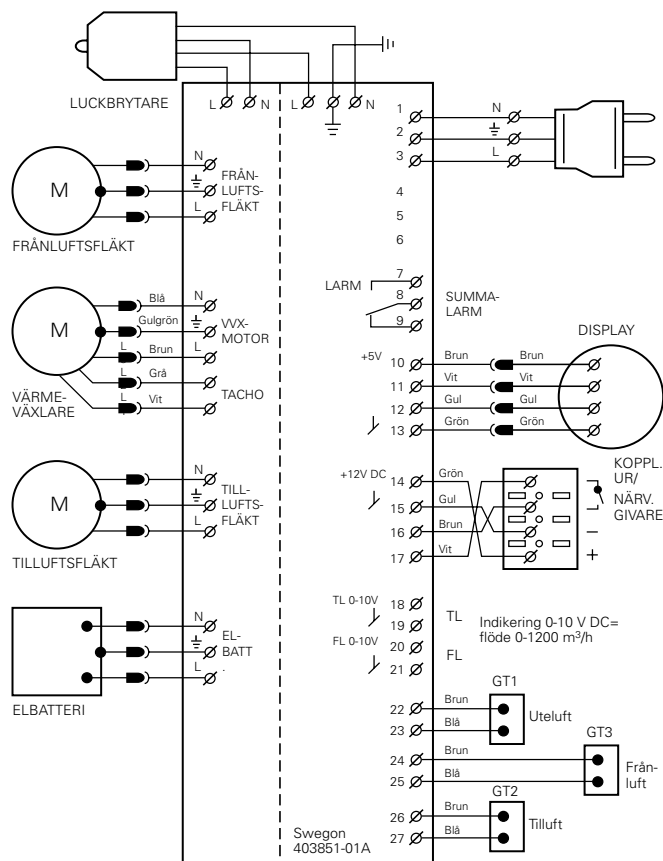 LUCKBRYTARE
L
N
L
N
1
N
2
3
L
4
5
6
M
N
FRÅN-
LUFTS-
FLÄKT
L
FRÅNLUFTSFLÄKT
LARM
7
8
9
SUMMA-
LARM
M
Blå
N
Gulgrön
VVX-
MOTOR
L
Brun
L
L
Grå
TACHO
L
Vit
VÄRME-
VÄXLARE
DISPLAY
+5V
10
Brun
Brun
11
Vit
Vit
12
Gul
Gul
13
Grön
Grön
M
N
TILL-
LUFTS-
FLÄKT
L
TILLUFTSFLÄKT
+12V DC
14
Grön
15
Gul
16
Brun
17
Vit
KOPPL.
UR/
NÄRV.
GIVARE
–
+
TL 0-10V
18
19
TL
FL 0-10V
20
21
FL
Indikering 0-10 V DC=
flöde 0-1200 m³/h
N
EL-
BATT
L
.
ELBATTERI
22
Brun
23
Blå
GT1
Uteluft
24
Brun
25
Blå
GT3
Från-
luft
26
Brun
27
Blå
GT2
Tilluft
Swegon
403851-01A